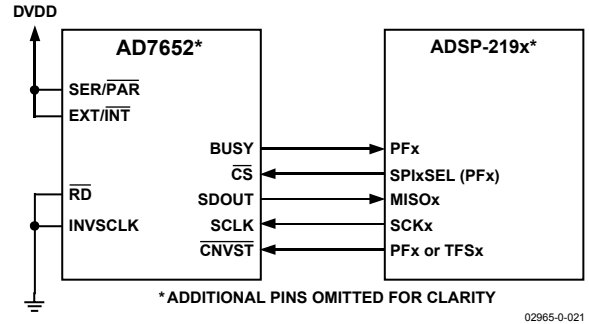 DVDD
AD7652*
ADSP-219x*
SER/PAR
EXT/INT
BUSY
PFx
CS
SPIxSEL (PFx)
RD
SDOUT
MISOx
INVSCLK
SCLK
SCKx
CNVST
PFx or TFSx
*ADDITIONAL PINS OMITTED FOR CLARITY
02965-0-021